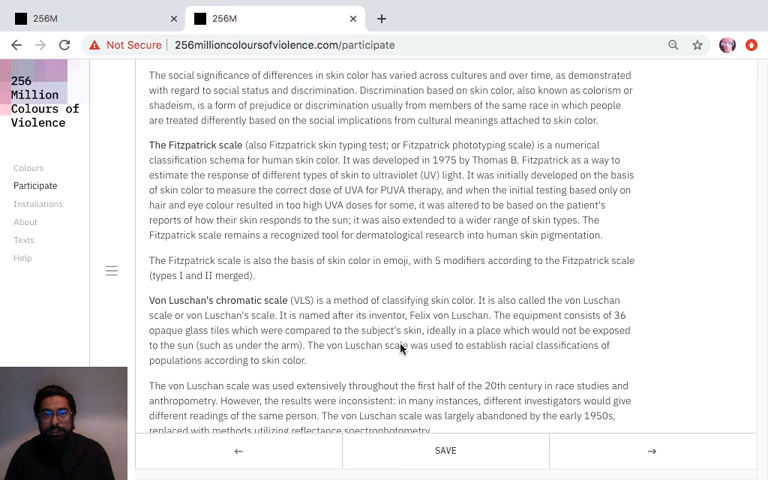 256M
256M
Not Secure | 256millioncoloursofviolence.com/participate
256
Million
Colours of
Violence
Colours
Participate
Installations
About
Texts
Help
The social significance of differences in skin color has varied across cultures and over time, as demonstrated
with regard to social status and discrimination. Discrimination based on skin color, also known as colorism or
shadeism, is a form of prejudice or discrimination usually from members of the same race in which people
are treated differently based on the social implications from cultural meanings attached to skin color.
The Fitzpatrick scale (also Fitzpatrick skin typing test; or Fitzpatrick phototyping scale) is a numerical
classification schema for human skin color. It was developed in 1975 by Thomas B. Fitzpatrick as a way to
estimate the response of different types of skin to ultraviolet (UV) light. It was initially developed on the basis
of skin color to measure the correct dose of UVA for PUVA therapy, and when the initial testing based only on
hair and eye colour resulted in too high UVA doses for some, it was altered to be based on the patient's
reports of how their skin responds to the sun; it was also extended to a wider range of skin types. The
Fitzpatrick scale remains a recognized tool for dermatological research into human skin pigmentation.
The Fitzpatrick scale is also the basis of skin color in emoji, with 5 modifiers according to the Fitzpatrick scale
(types I and II merged).
Von Luschan's chromatic scale (VLS) is a method of classifying skin color. It is also called the von Luschan
scale or von Luschan's scale. It is named after its inventor, Felix von Luschan. The equipment consists of 36
opaque glass tiles which were compared to the subject's skin, ideally in a place which would not be exposed
to the sun (such as under the arm). The von Luschan scale was used to establish racial classifications of
populations according to skin color.
The von Luschan scale was used extensively throughout the first half of the 20th century in race studies and
anthropometry. However, the results were inconsistent: in many instances, different investigators would give
different readings of the same person. The von Luschan scale was largely abandoned by the early 1950s,
replaced with methods utilizing reflectance spectrophotometry.
← SAVE →